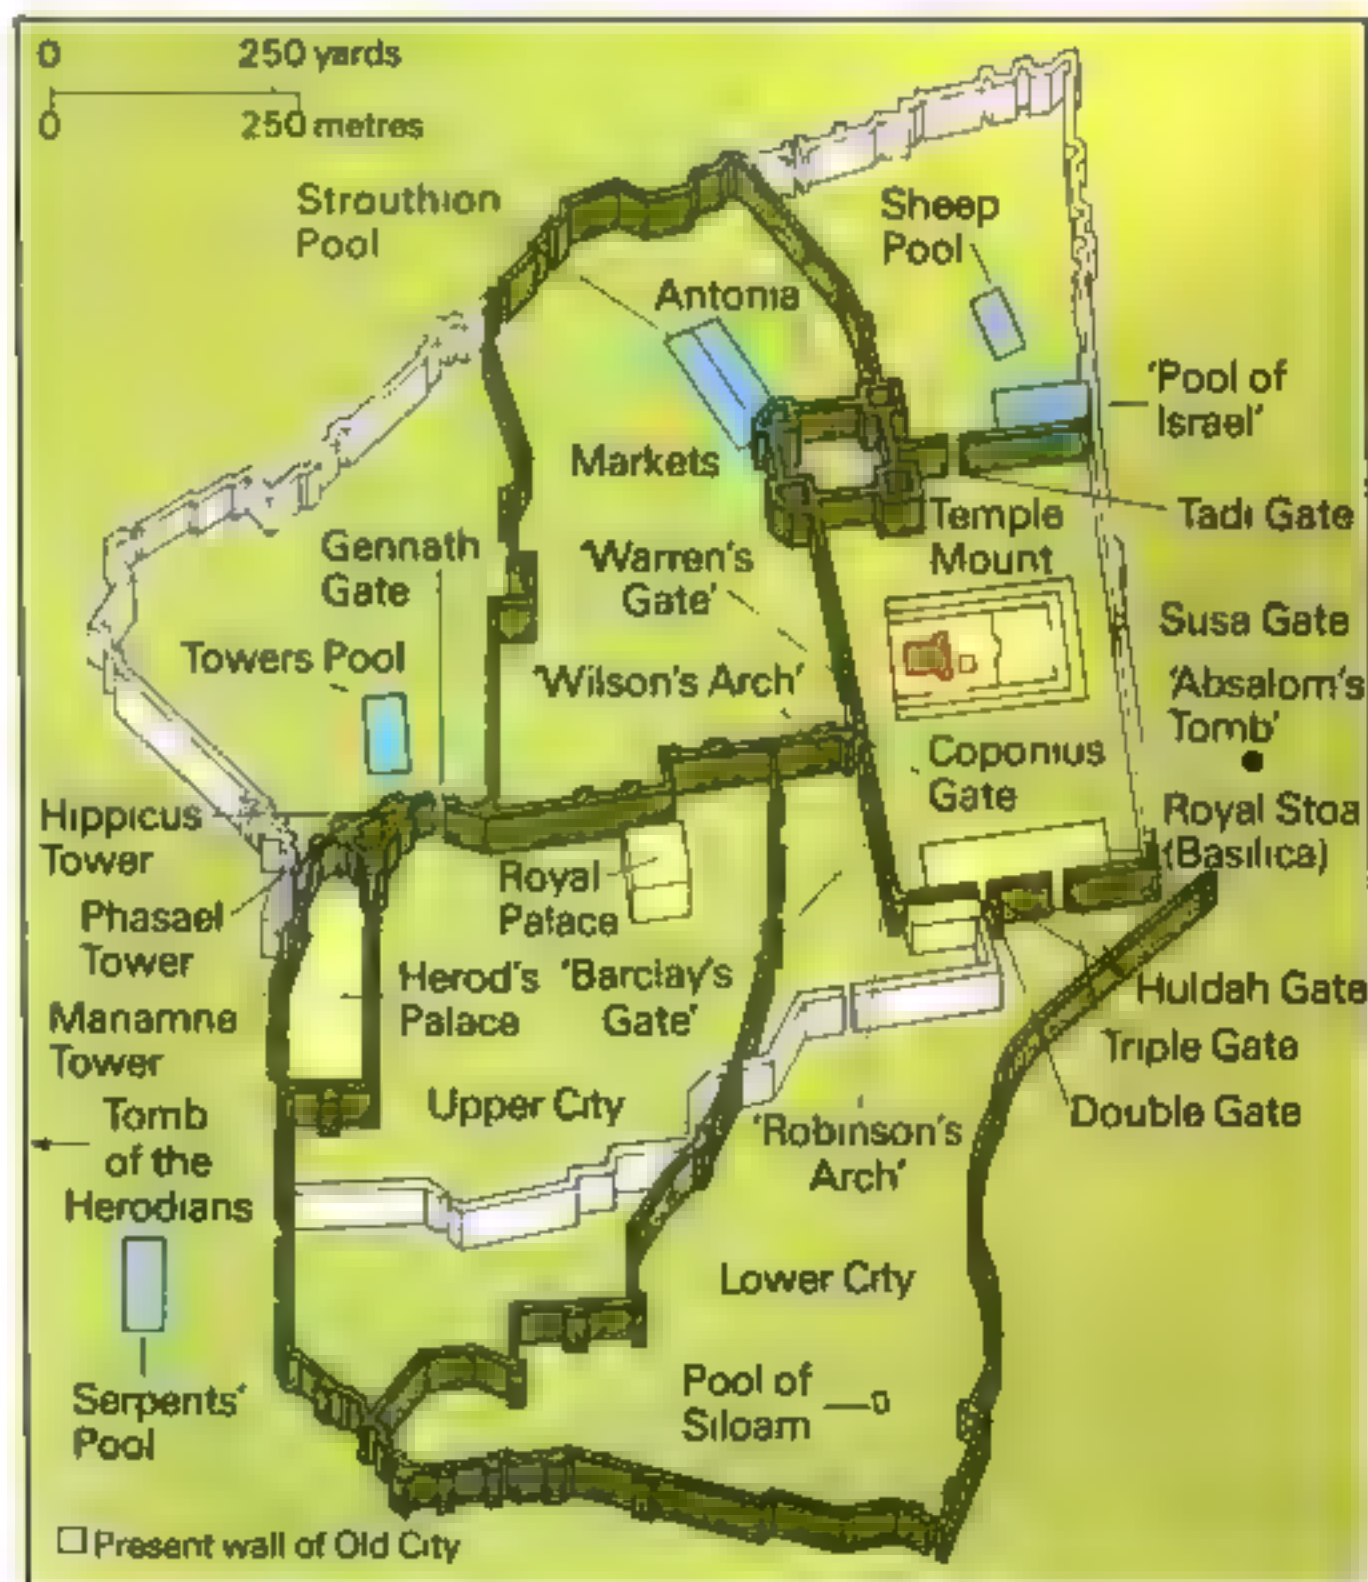 0 250 yards
0 250 metres
Strouthion
Pool
Sheep
Pool
Antonia
'Pool of
Israel'
Markets
Tadi Gate
Temple
Mount
Gennath
Gate
'Warren's
Gate'
Susa Gate
Towers Pool
'Wilson's Arch'
'Absalom's
Tomb'
Coponius
Gate
Hippicus
Tower
Royal Stoa
(Basilica)
Royal
Palace
Phasael
Tower
Herod's
Palace
'Barclay's
Gate'
Huldah Gate
Mariamne
Tower
Triple Gate
Upper City
Double Gate
Tomb
of the
Herodians
'Robinson's
Arch'
Lower City
Pool of
Siloam
Serpents'
Pool
Present wall of Old City